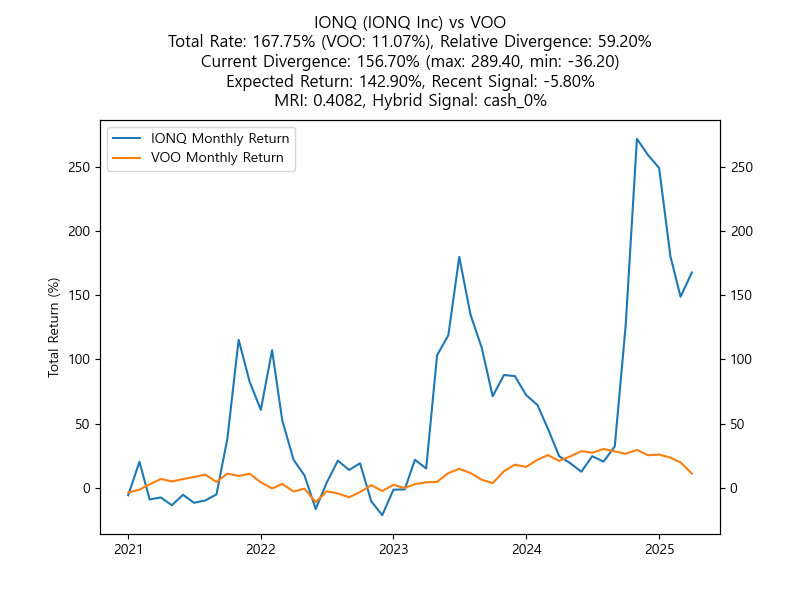 IONQ (IONQ Inc) vs VOO
Total Rate: 167.75% (VOO: 11.07%), Relative Divergence: 59.20%
Current Divergence: 156.70% (max: 289.40, min: -36.20)
Expected Return: 142.90%, Recent Signal: -5.80%
MRI: 0.4082, Hybrid Signal: cash_0%
IONQ Monthly Return
VOO Monthly Return
Total Return (%)
250
200
150
100
50
0
250
200
150
100
50
0
2021
2022
2023
2024
2025